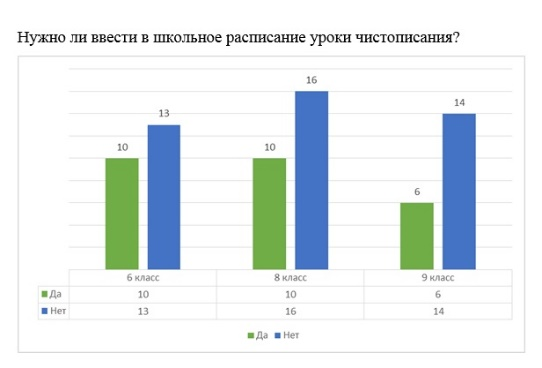 Нужно ли ввести в школьное расписание уроки чистописания?
16
14
13
10
10
6
6 класс 8 класс 9 класс
Да 10 10 6
Нет 13 16 14
Да Нет